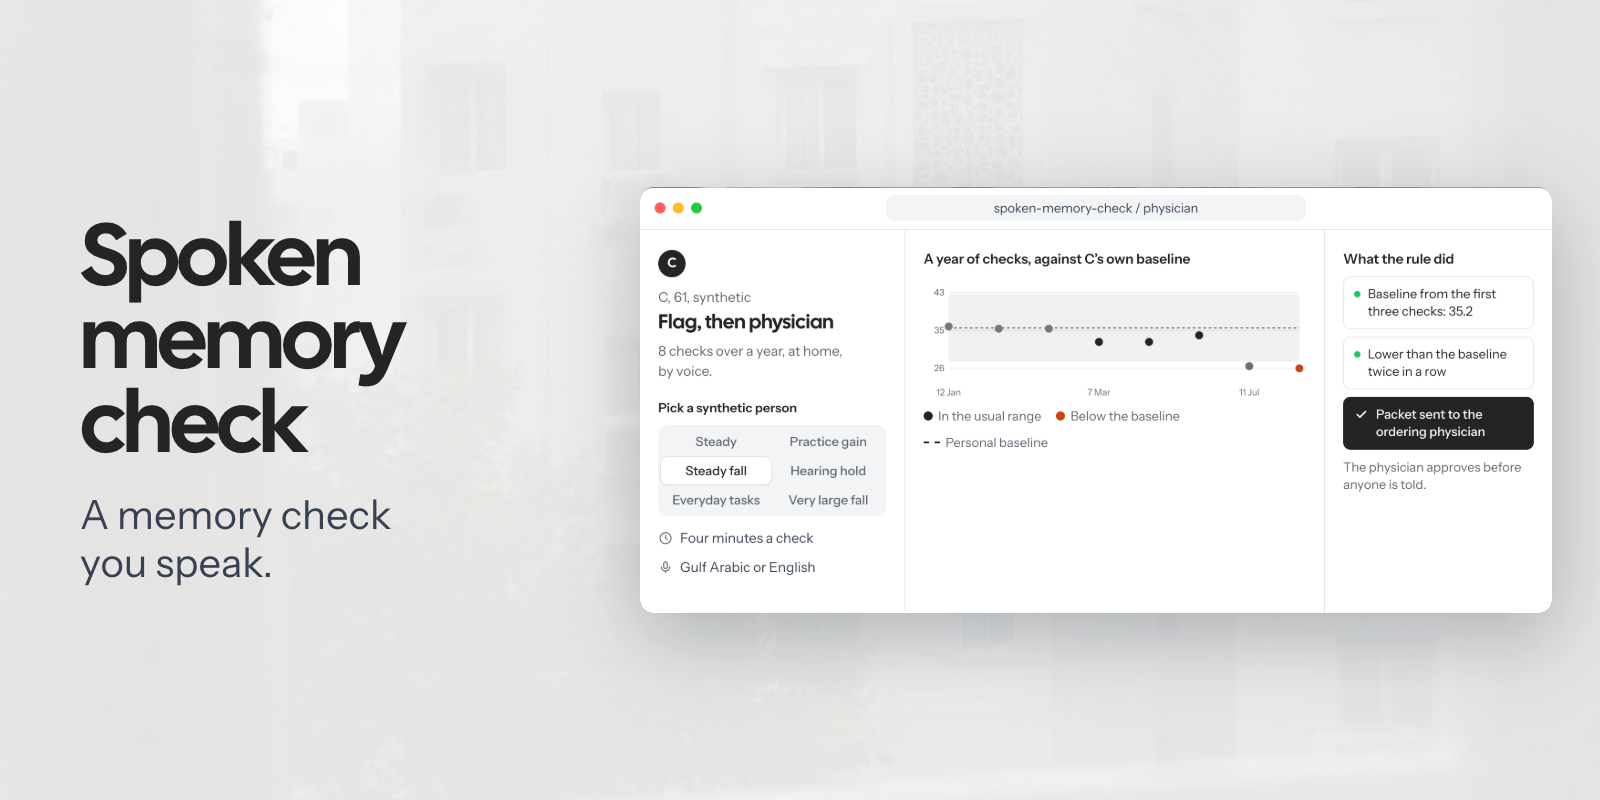 Spoken
memory
check
A memory check
you speak.
spoken-memory-check / physician
C
C, 61, synthetic
Flag, then physician
8 checks over a year, at home,
by voice.
Pick a synthetic person
Steady
Practice gain
Steady fall
Hearing hold
Everyday tasks
Very large fall
Four minutes a check
Gulf Arabic or English
A year of checks, against C's own baseline
43
35
26
12 Jan
7 Mar
11 Jul
In the usual range
Below the baseline
Personal baseline
What the rule did
Baseline from the first
three checks: 35.2
Lower than the baseline
twice in a row
Packet sent to the
ordering physician
The physician approves before
anyone is told.